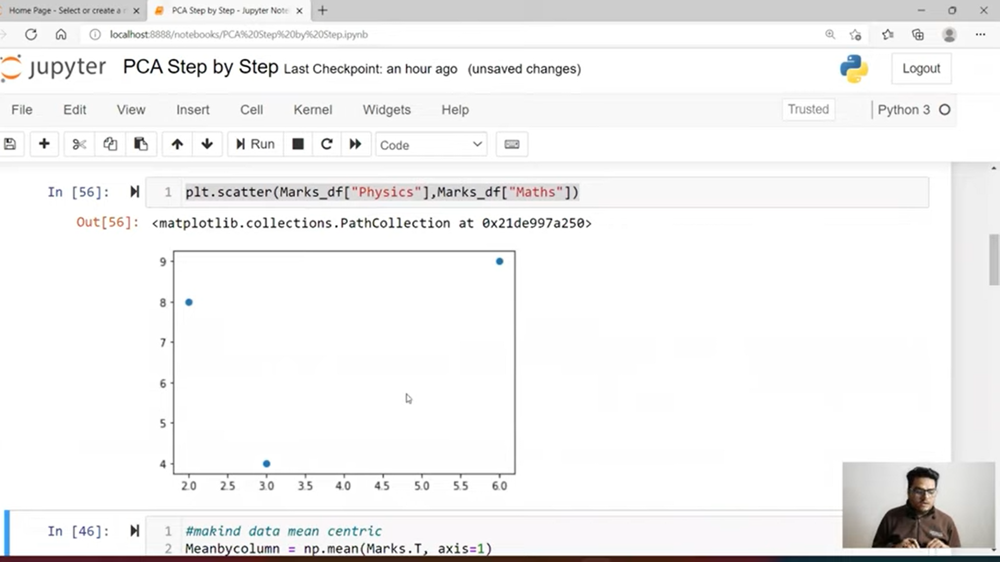 Home Page - Select or create a
PCA Step by Step - Jupyter Note
localhost:8888/notebooks/PCA%20Step%20by%20Step.ipynb
jupyter PCA Step by Step Last Checkpoint: an hour ago (unsaved changes)
Logout
File Edit View Insert Cell Kernel Widgets Help
Trusted
Python 3
Run
Code
In [56]: 1 plt.scatter(Marks_df["Physics"],Marks_df["Maths"])
Out[56]: <matplotlib.collections.PathCollection at 0x21de997a250>
9
8
7
6
5
4
2.0 2.5 3.0 3.5 4.0 4.5 5.0 5.5 6.0
In [46]: 1 #makind data mean centric
2 Meanbycolumn = np.mean(Marks.T, axis=1)